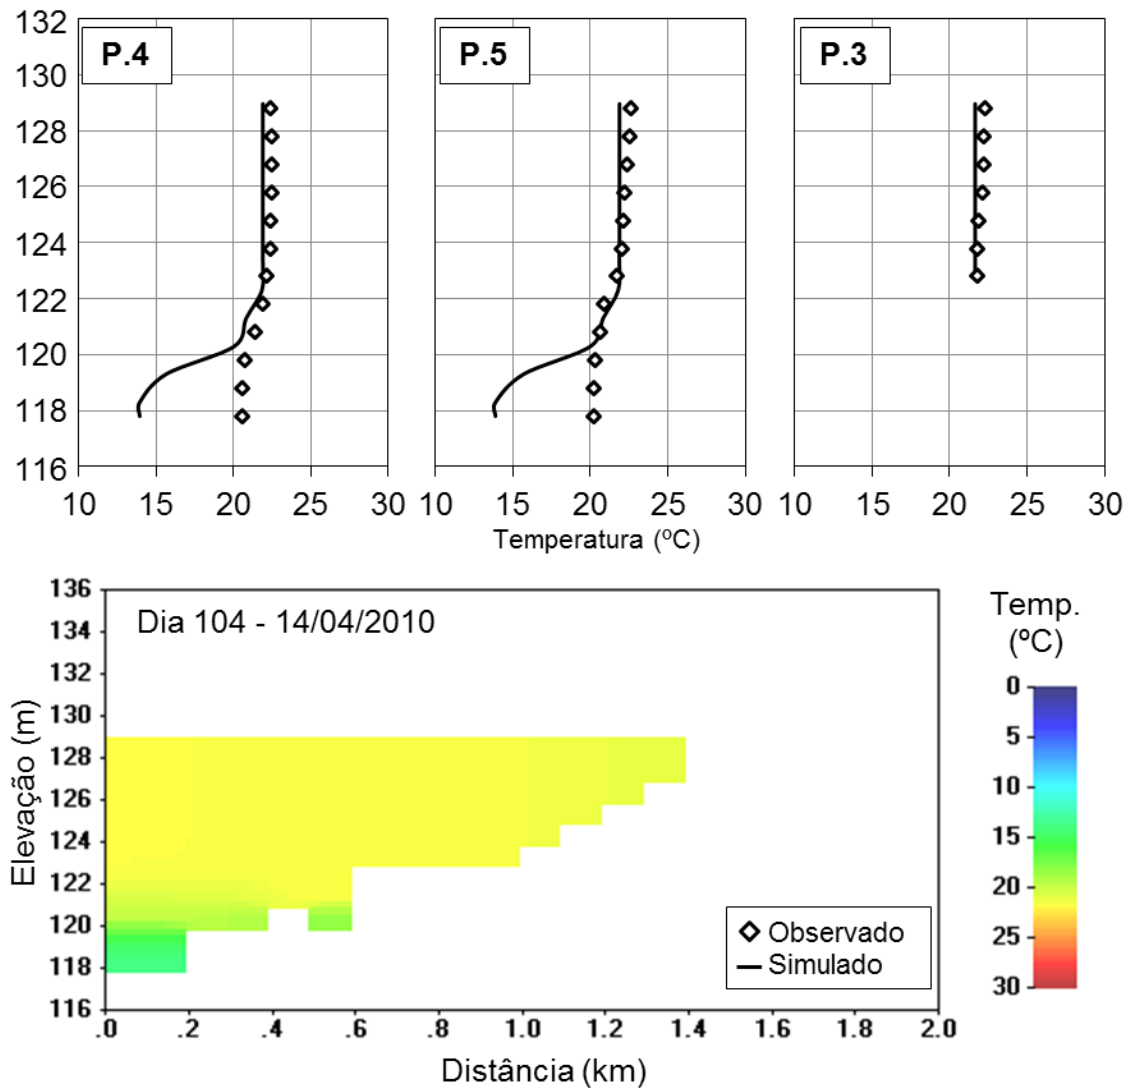 132
P.4
P.5
P.3
130
128
126
124
122
120
118
116
10 15 20 25 30
10 15 20 25 30
10 15 20 25 30
Temperatura (ºC)
136
134
132
130
128
126
124
122
120
118
116
Elevação (m)
Dia 104 - 14/04/2010
Observado
Simulado
.0 .2 .4 .6 .8 1.0 1.2 1.4 1.6 1.8 2.0
Distância (km)
Temp.
(ºC)
0
5
10
15
20
25
30